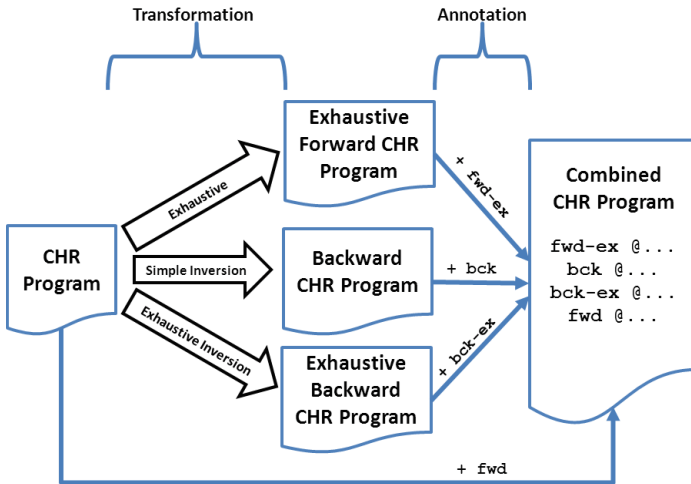 Transformation
Annotation
Exhaustive
Forward CHR
Program
+ fwd-ex
Combined
CHR Program
Exhaustive
CHR
Program
Simple Inversion
Backward
CHR Program
+ bck
fwd-ex @...
bck @...
bck-ex @...
fwd @...
Exhaustive Inversion
Exhaustive
Backward
CHR Program
+ bck-ex
+ fwd